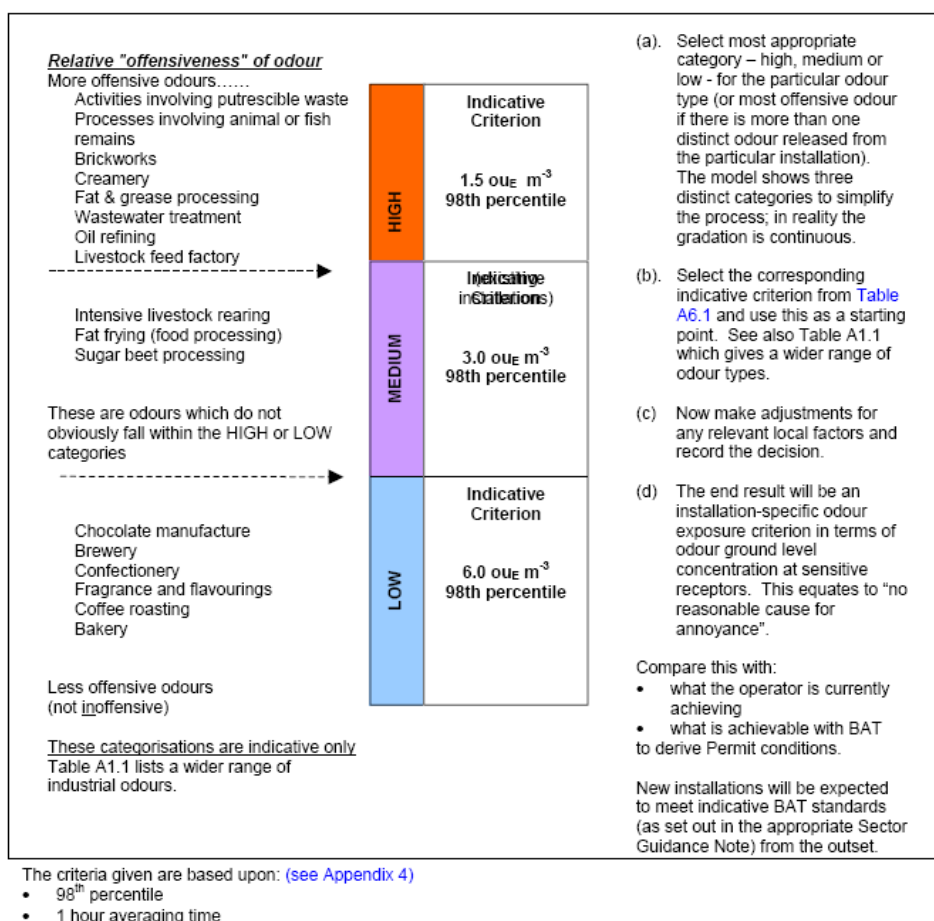 Relative "offensiveness" of odour
More offensive odours……
Activities involving putrescible waste
Processes involving animal or fish
remains
Brickworks
Creamery
Fat & grease processing
Wastewater treatment
Oil refining
Livestock feed factory
Intensive livestock rearing
Fat frying (food processing)
Sugar beet processing
These are odours which do not
obviously fall within the HIGH or LOW
categories
Chocolate manufacture
Brewery
Confectionery
Fragrance and flavourings
Coffee roasting
Bakery
Less offensive odours
(not inoffensive)
These categorisations are indicative only
Table A1.1 lists a wider range of
industrial odours.
HIGH
Indicative
Criterion
1.5 ouE m-3
98th percentile
MEDIUM
Indicative
Criterion
3.0 ouE m-3
98th percentile
LOW
Indicative
Criterion
6.0 ouE m-3
98th percentile
(a). Select most appropriate
category – high, medium or
low - for the particular odour
type (or most offensive odour
if there is more than one
distinct odour released from
the particular installation).
The model shows three
distinct categories to simplify
the process; in reality the
gradation is continuous.
(b). Select the corresponding
indicative criterion from Table
A6.1 and use this as a starting
point. See also Table A1.1
which gives a wider range of
odour types.
(c) Now make adjustments for
any relevant local factors and
record the decision.
(d) The end result will be an
installation-specific odour
exposure criterion in terms of
odour ground level
concentration at sensitive
receptors. This equates to “no
reasonable cause for
annoyance”.
Compare this with:
• what the operator is currently
achieving
• what is achievable with BAT
to derive Permit conditions.
New installations will be expected
to meet indicative BAT standards
(as set out in the appropriate Sector
Guidance Note) from the outset.
The criteria given are based upon: (see Appendix 4)
• 98th percentile
• 1 hour averaging time